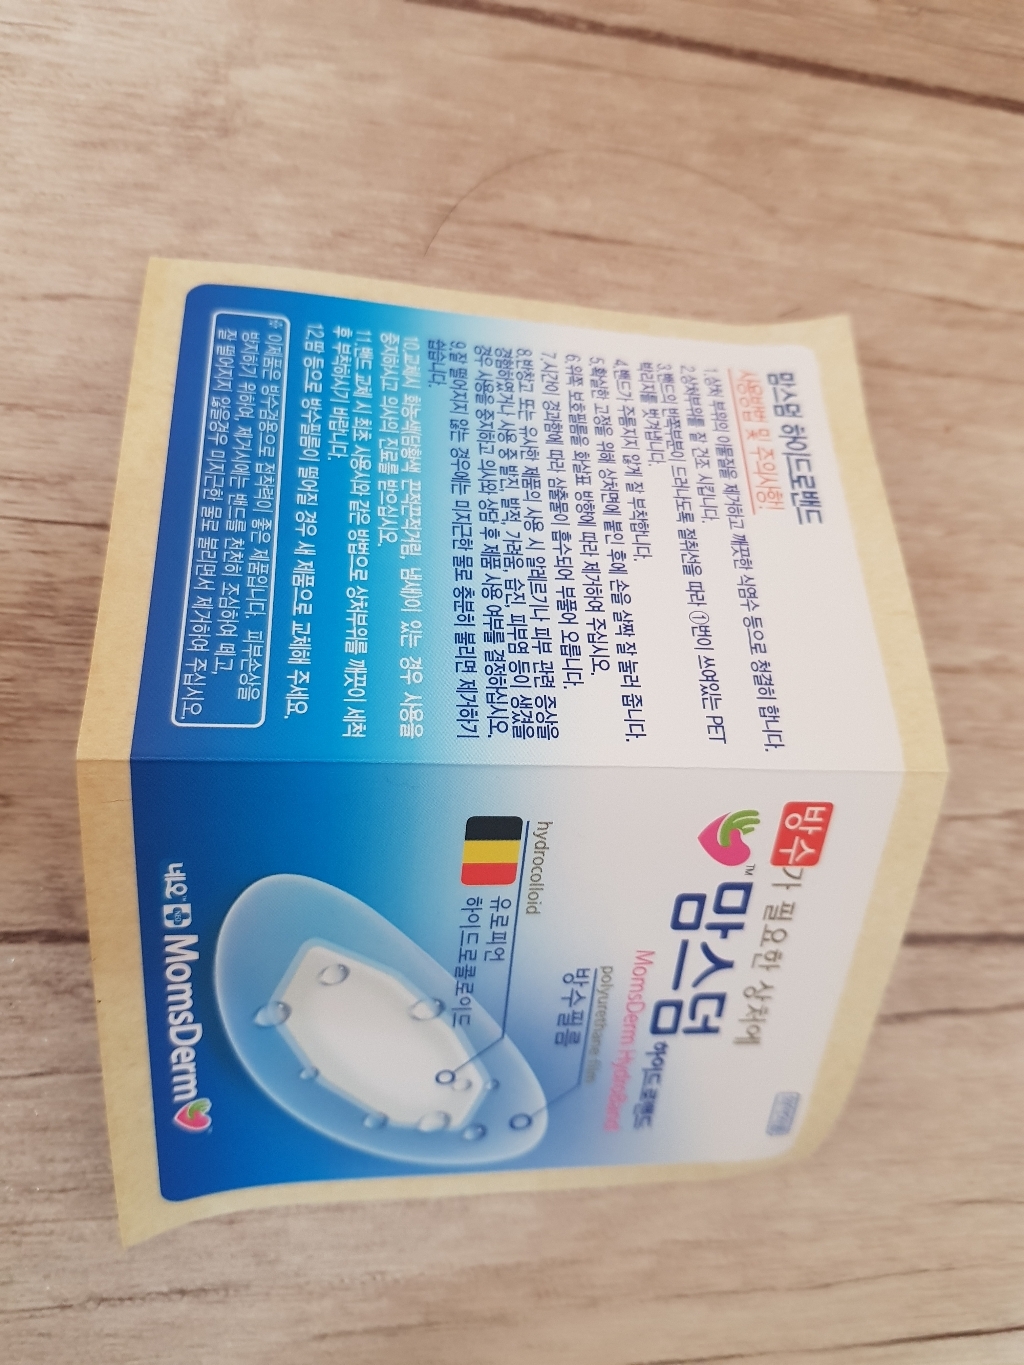 맘스덤 하이드로밴드
사용방법 및 주의사항!
1.상처 부위의 이물질을 제거하고 깨끗한 식염수 등으로 청결히 합니다.
2.상처부위를 잘 건조 시킵니다.
3.밴드의 반쪽부분이 드러나도록 절취선을 따라 ①번이 쓰여있는 PET
박리지를 벗겨냅니다.
4.밴드가 주름지지 않게 잘 부착합니다.
5.확실한 고정을 위해 상처면에 붙인 후에 손을 살짝 잘 눌러 줍니다.
6.위쪽 보호필름을 화살표 방향에 따라 제거하여 주십시오.
7.시간이 경과함에 따라 삼출물이 흡수되어 부풀어 오릅니다.
8.반창고 또는 유사한 제품의 사용 시 알레르기나 피부 관련 증상을
경험하였거나 사용 중 발진, 발적, 가려움, 습진, 피부염 등이 생겼을
경우 사용을 중지하고 의사와 상담 후 제품 사용 여부를 결정하십시오.
9.잘 떨어지지 않는 경우에는 미지근한 물로 충분히 불리면 제거하기
쉽습니다.
10.교체시 화농색(담황색 끈적끈적거림, 냄새)이 있는 경우 사용을
중지하고 의사의 진료를 받으십시오.
11.밴드 교체 시 최초 사용시와 같은 방법으로 상처부위를 깨끗이 세척
후 부착하시기 바랍니다.
12.땀 등으로 방수필름이 떨어질 경우 새 제품으로 교체해 주세요.
※ 이제품은 방수겸용으로 점착력이 좋은 제품입니다. 피부손상을
방지하기 위하여, 제거시에는 밴드를 천천히 조심하여 떼고,
잘 떨어지지 않을경우 미지근한 물로 불리면서 제거하여 주십시오.
방수가 필요한 상처에
맘스덤 하이드로밴드
TM
MomsDerm HydroBand
polyurethane film
방수필름
hydrocolloid
유로피언
하이드로콜로이드
네오 MomsDerm